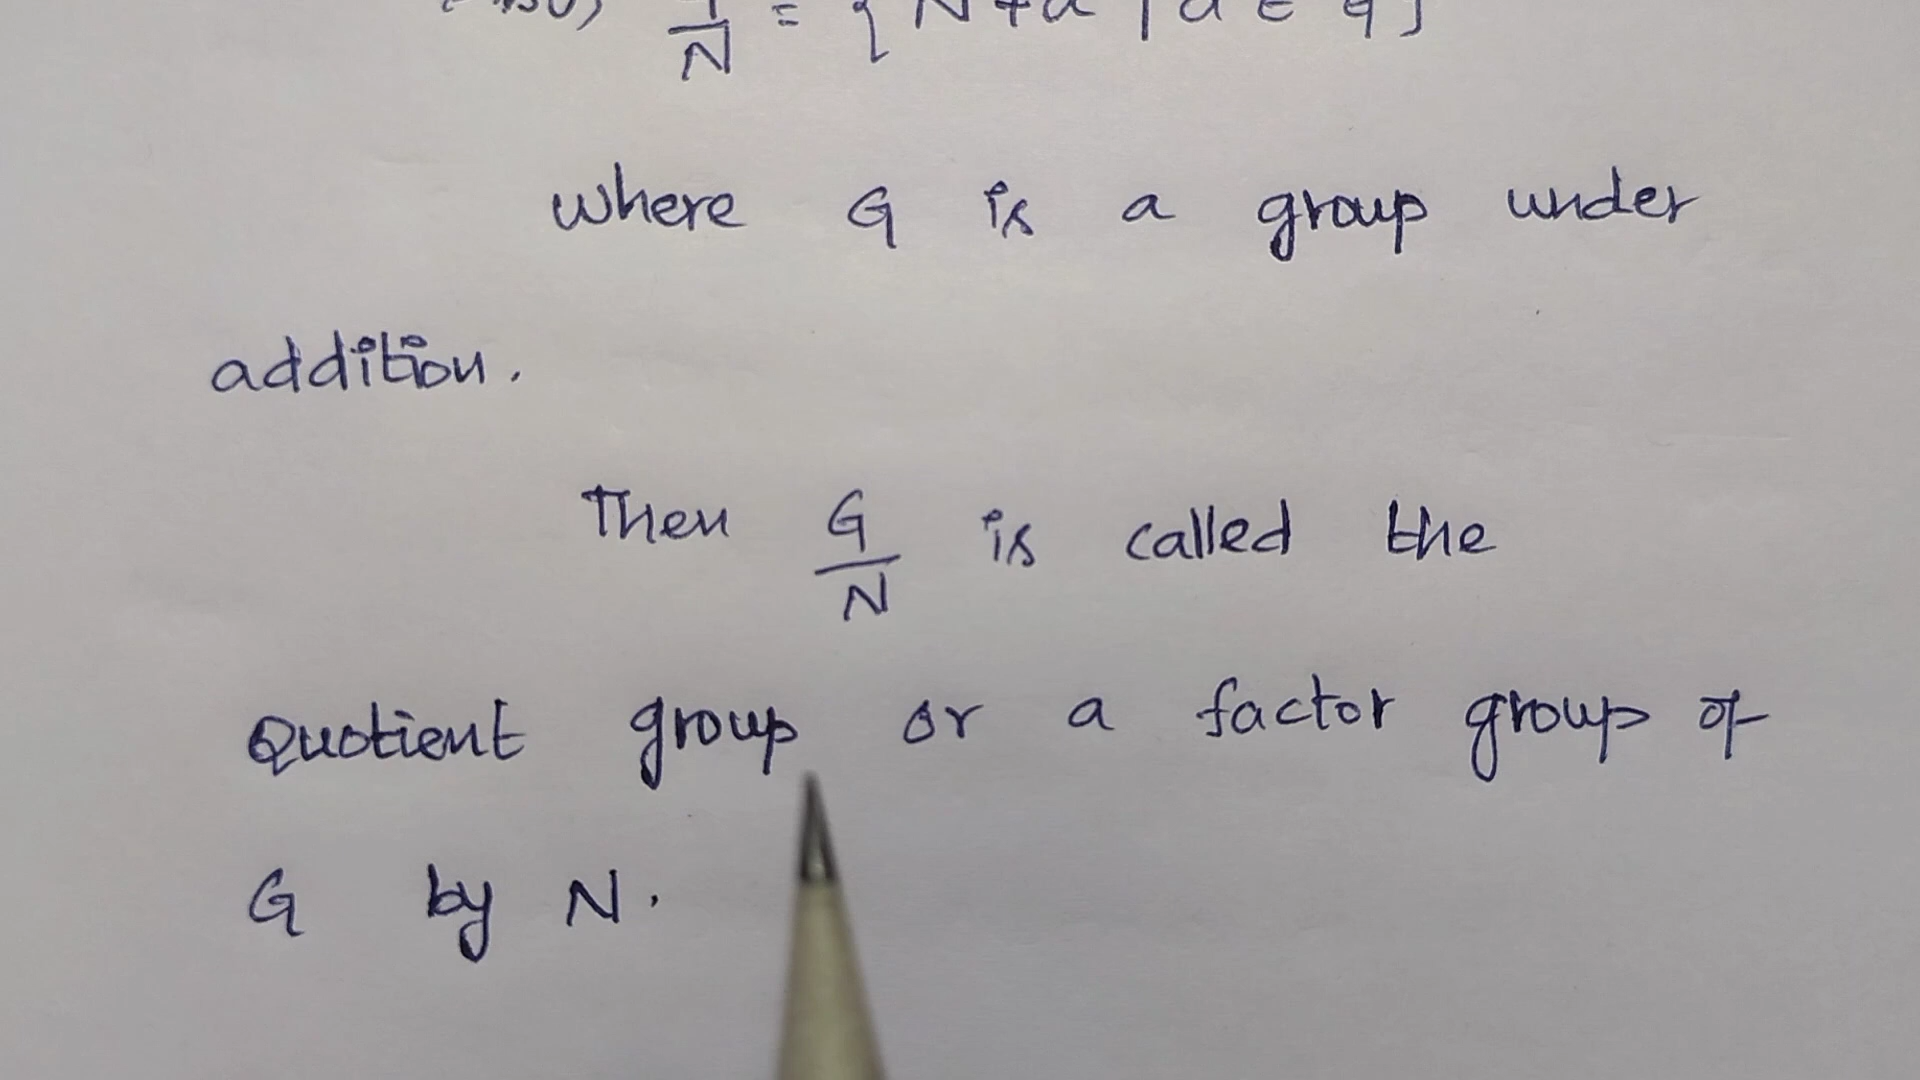 G/N = { N + a | a ∈ G }
where G is a group under
addition.
Then G/N is called the
Quotient group or a factor group of
G by N.